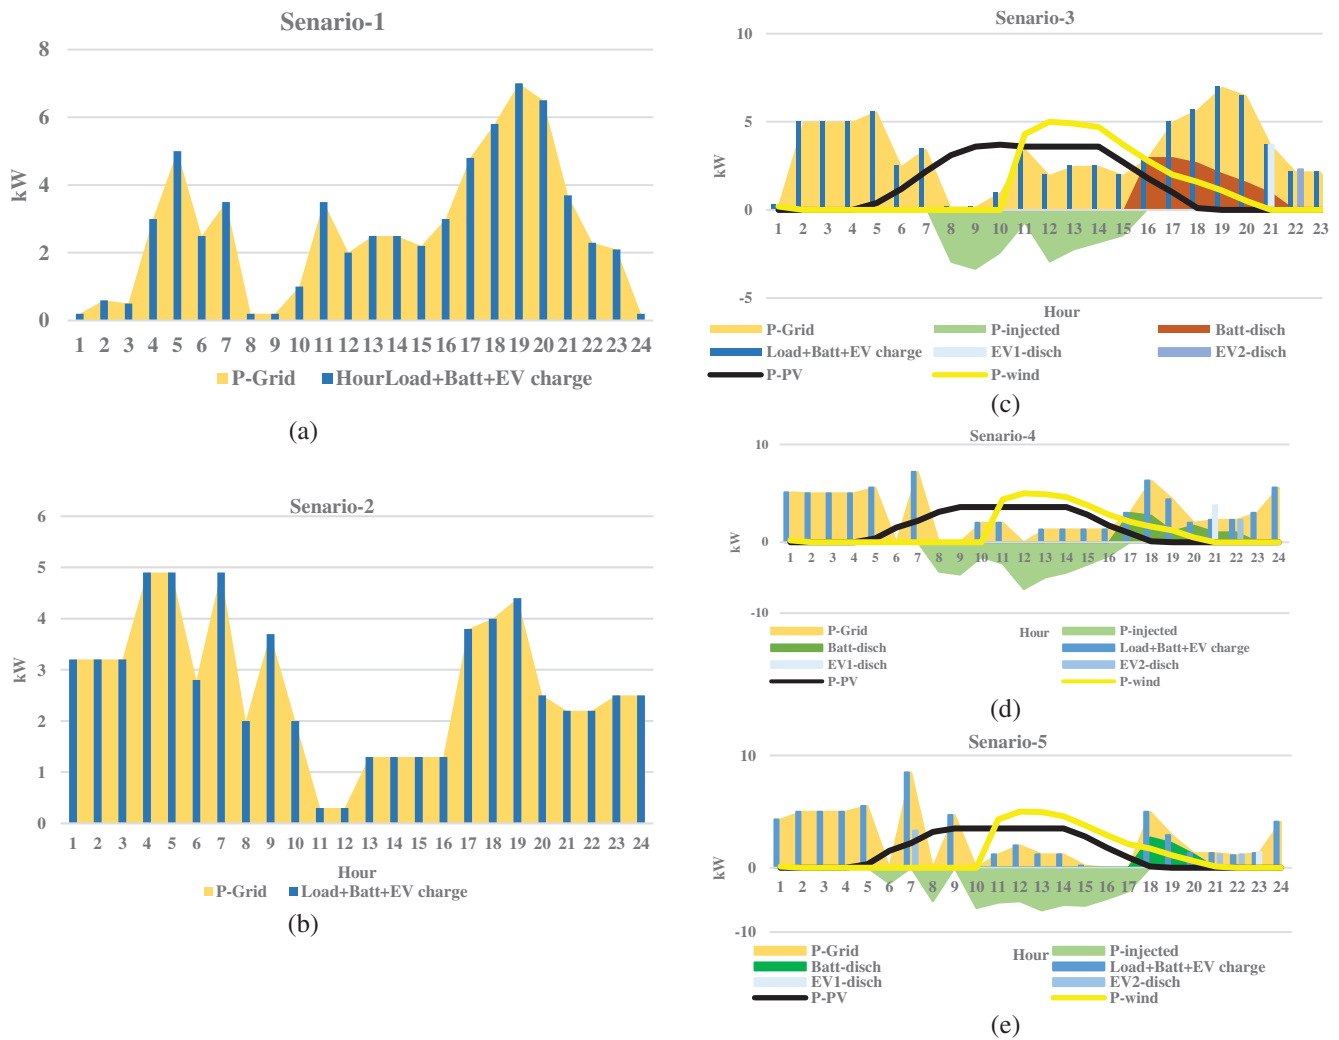 Senario-1
8
6
4
2
0
kW
1 2 3 4 5 6 7 8 9 10 11 12 13 14 15 16 17 18 19 20 21 22 23 24
P-Grid HourLoad+Batt+EV charge
(a)
Senario-2
6
5
4
3
2
1
0
kW
1 2 3 4 5 6 7 8 9 10 11 12 13 14 15 16 17 18 19 20 21 22 23 24
Hour
P-Grid Load+Batt+EV charge
(b)
Senario-3
10
5
0
-5
kW
1 2 3 4 5 6 7 8 9 10 11 12 13 14 15 16 17 18 19 20 21 22 23
Hour
P-Grid P-injected Batt-disch
Load+Batt+EV charge EV1-disch EV2-disch
P-PV P-wind
(c)
Senario-4
10
0
-10
kW
1 2 3 4 5 6 7 8 9 10 11 12 13 14 15 16 17 18 19 20 21 22 23 24
P-Grid Hour P-injected
Batt-disch Load+Batt+EV charge
EV1-disch EV2-disch
P-PV P-wind
(d)
Senario-5
10
0
-10
kW
1 2 3 4 5 6 7 8 9 10 11 12 13 14 15 16 17 18 19 20 21 22 23 24
P-Grid Hour P-injected
Batt-disch Load+Batt+EV charge
EV1-disch EV2-disch
P-PV P-wind
(e)